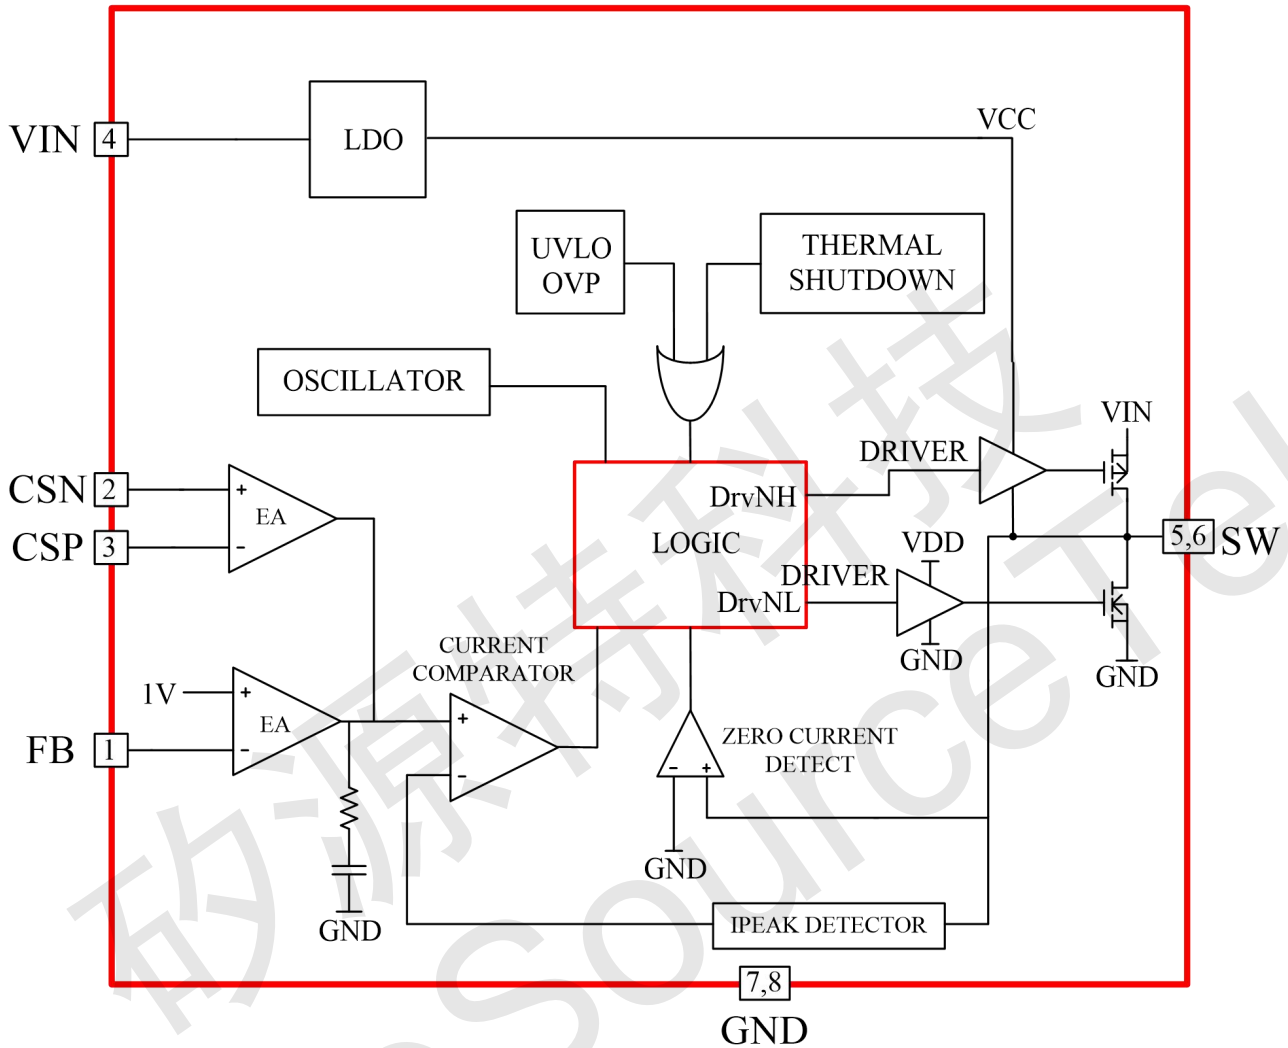 VIN
4
LDO
VCC
UVLO
OVP
THERMAL
SHUTDOWN
OSCILLATOR
VIN
DRIVER
CSN
2
+
EA
-
CSP
3
DrvNH
LOGIC
DrvNL
VDD
DRIVER
GND
5,6
SW
GND
CURRENT
COMPARATOR
1V
+
EA
-
FB
1
+
-
ZERO CURRENT
DETECT
-
+
GND
GND
IPEAK DETECTOR
7,8
GND
矽源特科技
SourceTe